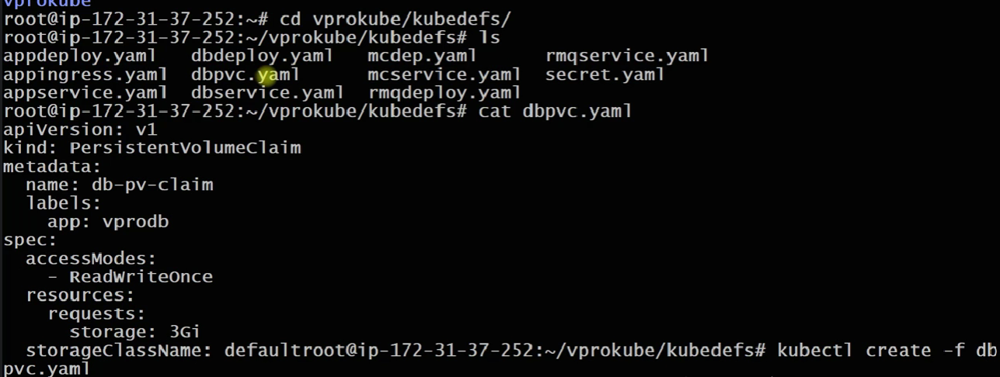 vprokube
root@ip-172-31-37-252:~# cd vprokube/kubedefs/
root@ip-172-31-37-252:~/vprokube/kubedefs# ls
appdeploy.yaml   dbdeploy.yaml   mcdep.yaml      rmqservice.yaml
appingress.yaml  dbpvc.yaml      mcservice.yaml  secret.yaml
appservice.yaml  dbservice.yaml  rmqdeploy.yaml
root@ip-172-31-37-252:~/vprokube/kubedefs# cat dbpvc.yaml
apiVersion: v1
kind: PersistentVolumeClaim
metadata:
  name: db-pv-claim
  labels:
    app: vprodb
spec:
  accessModes:
    - ReadWriteOnce
  resources:
    requests:
      storage: 3Gi
  storageClassName: defaultroot@ip-172-31-37-252:~/vprokube/kubedefs# kubectl create -f db
pvc.yaml